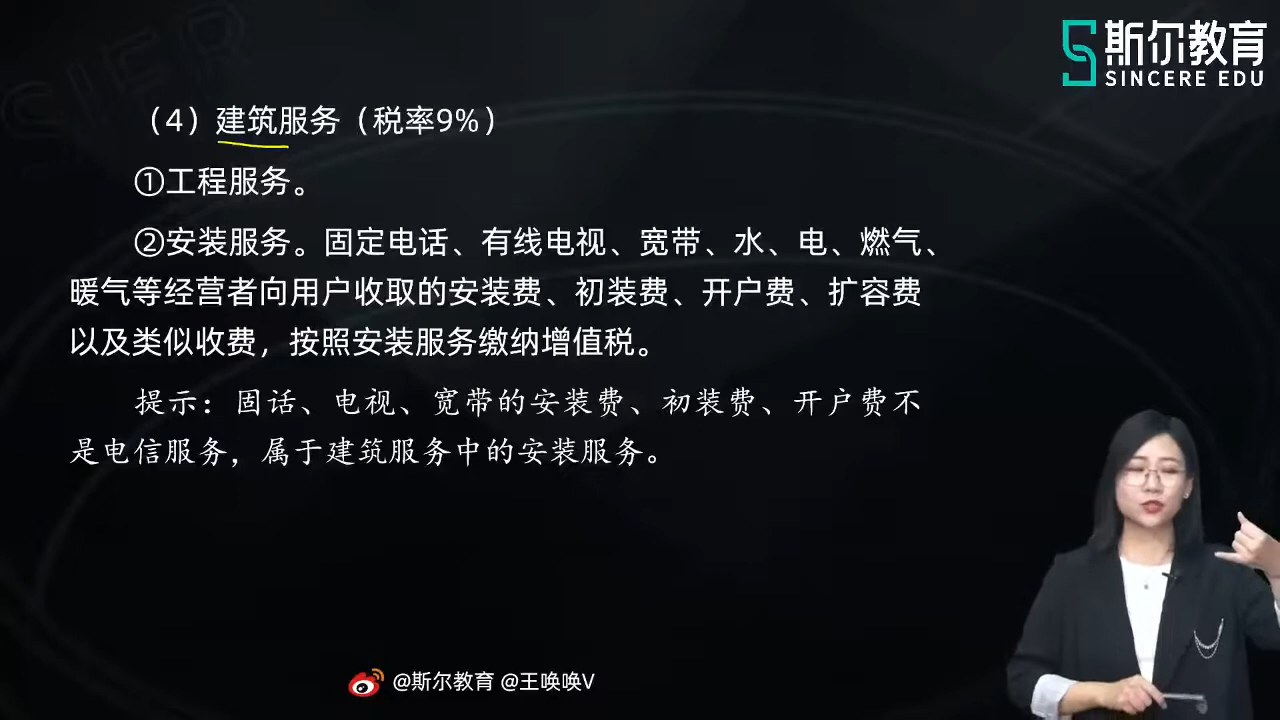 斯尔教育
SINCERE EDU
（4）建筑服务（税率9%）
①工程服务。
②安装服务。固定电话、有线电视、宽带、水、电、燃气、
暖气等经营者向用户收取的安装费、初装费、开户费、扩容费
以及类似收费，按照安装服务缴纳增值税。
提示：固话、电视、宽带的安装费、初装费、开户费不
是电信服务，属于建筑服务中的安装服务。
@斯尔教育 @王唤唤V